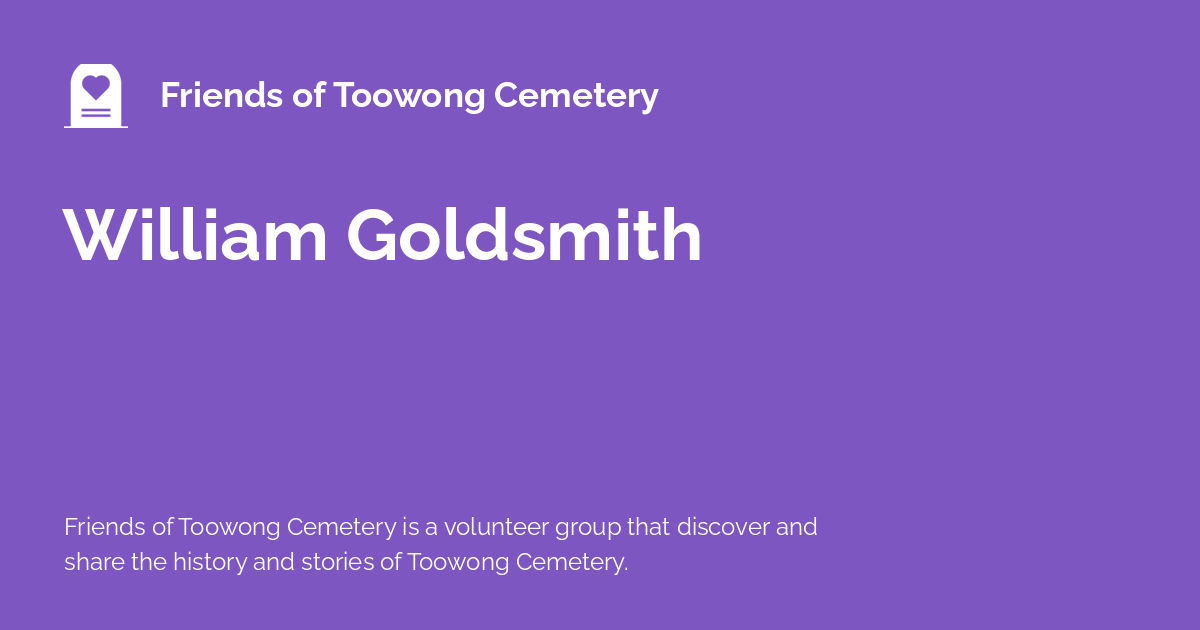 Friends of Toowong Cemetery
William Goldsmith
Friends of Toowong Cemetery is a volunteer group that discover and
share the history and stories of Toowong Cemetery.